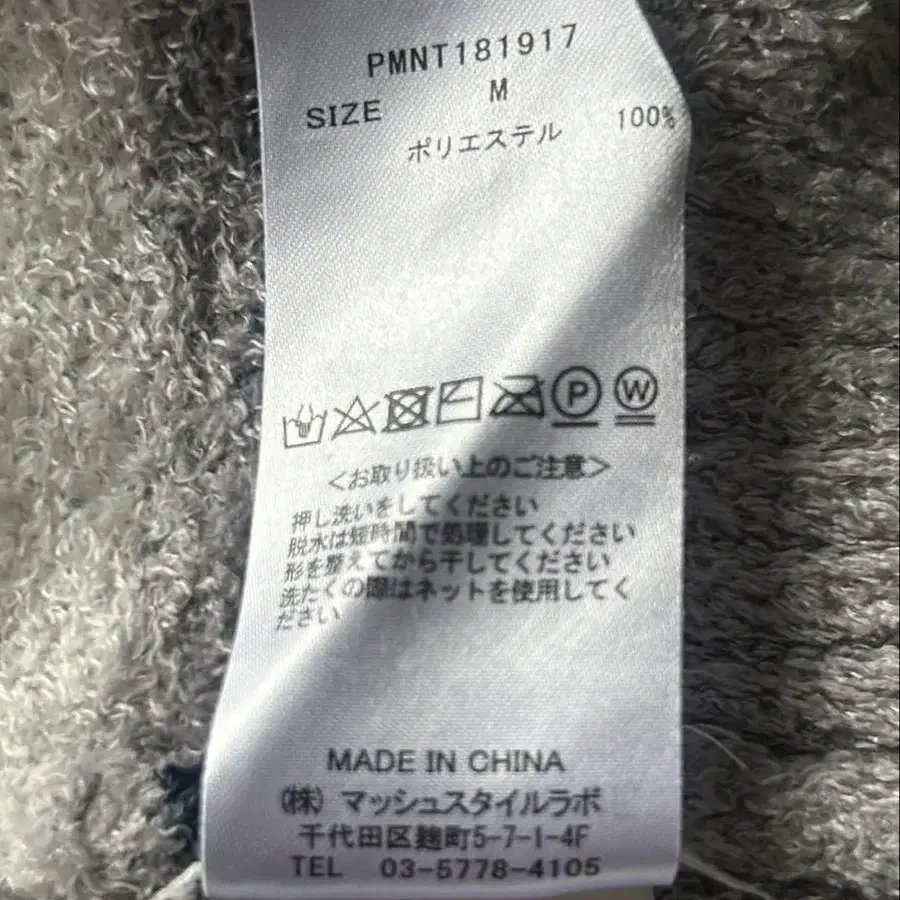 PMNT181917
SIZE M
ポリエステル 100%
P W
<お取り扱い上のご注意>
押し洗いをしてください
脱水は短時間で処理してください
形を整えてから干してください
洗たくの際はネットを使用してく
ださい
MADE IN CHINA
(株) マッシュスタイルラボ
千代田区麹町5-7-1-4F
TEL 03-5778-4105